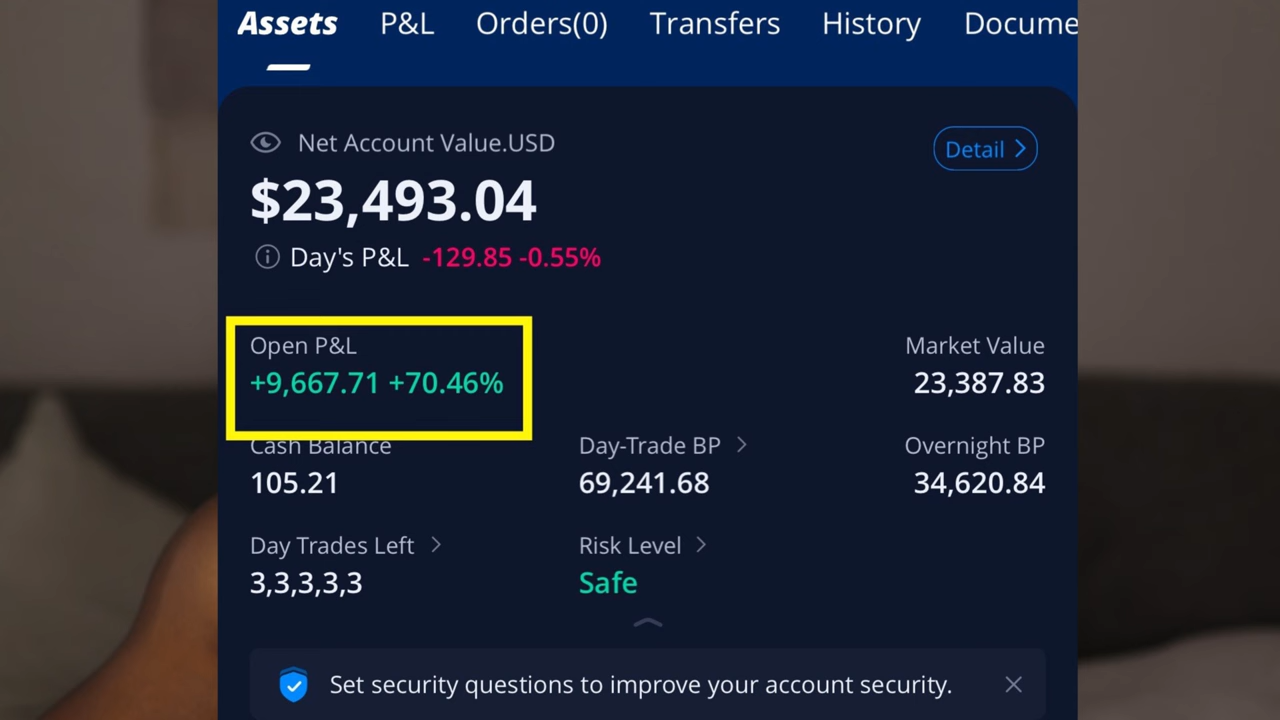 Assets P&L Orders(0) Transfers History Docume
Net Account Value.USD
Detail >
$23,493.04
Day's P&L -129.85 -0.55%
Open P&L Market Value
+9,667.71 +70.46% 23,387.83
Cash Balance Day-Trade BP > Overnight BP
105.21 69,241.68 34,620.84
Day Trades Left > Risk Level >
3,3,3,3,3 Safe
Set security questions to improve your account security.